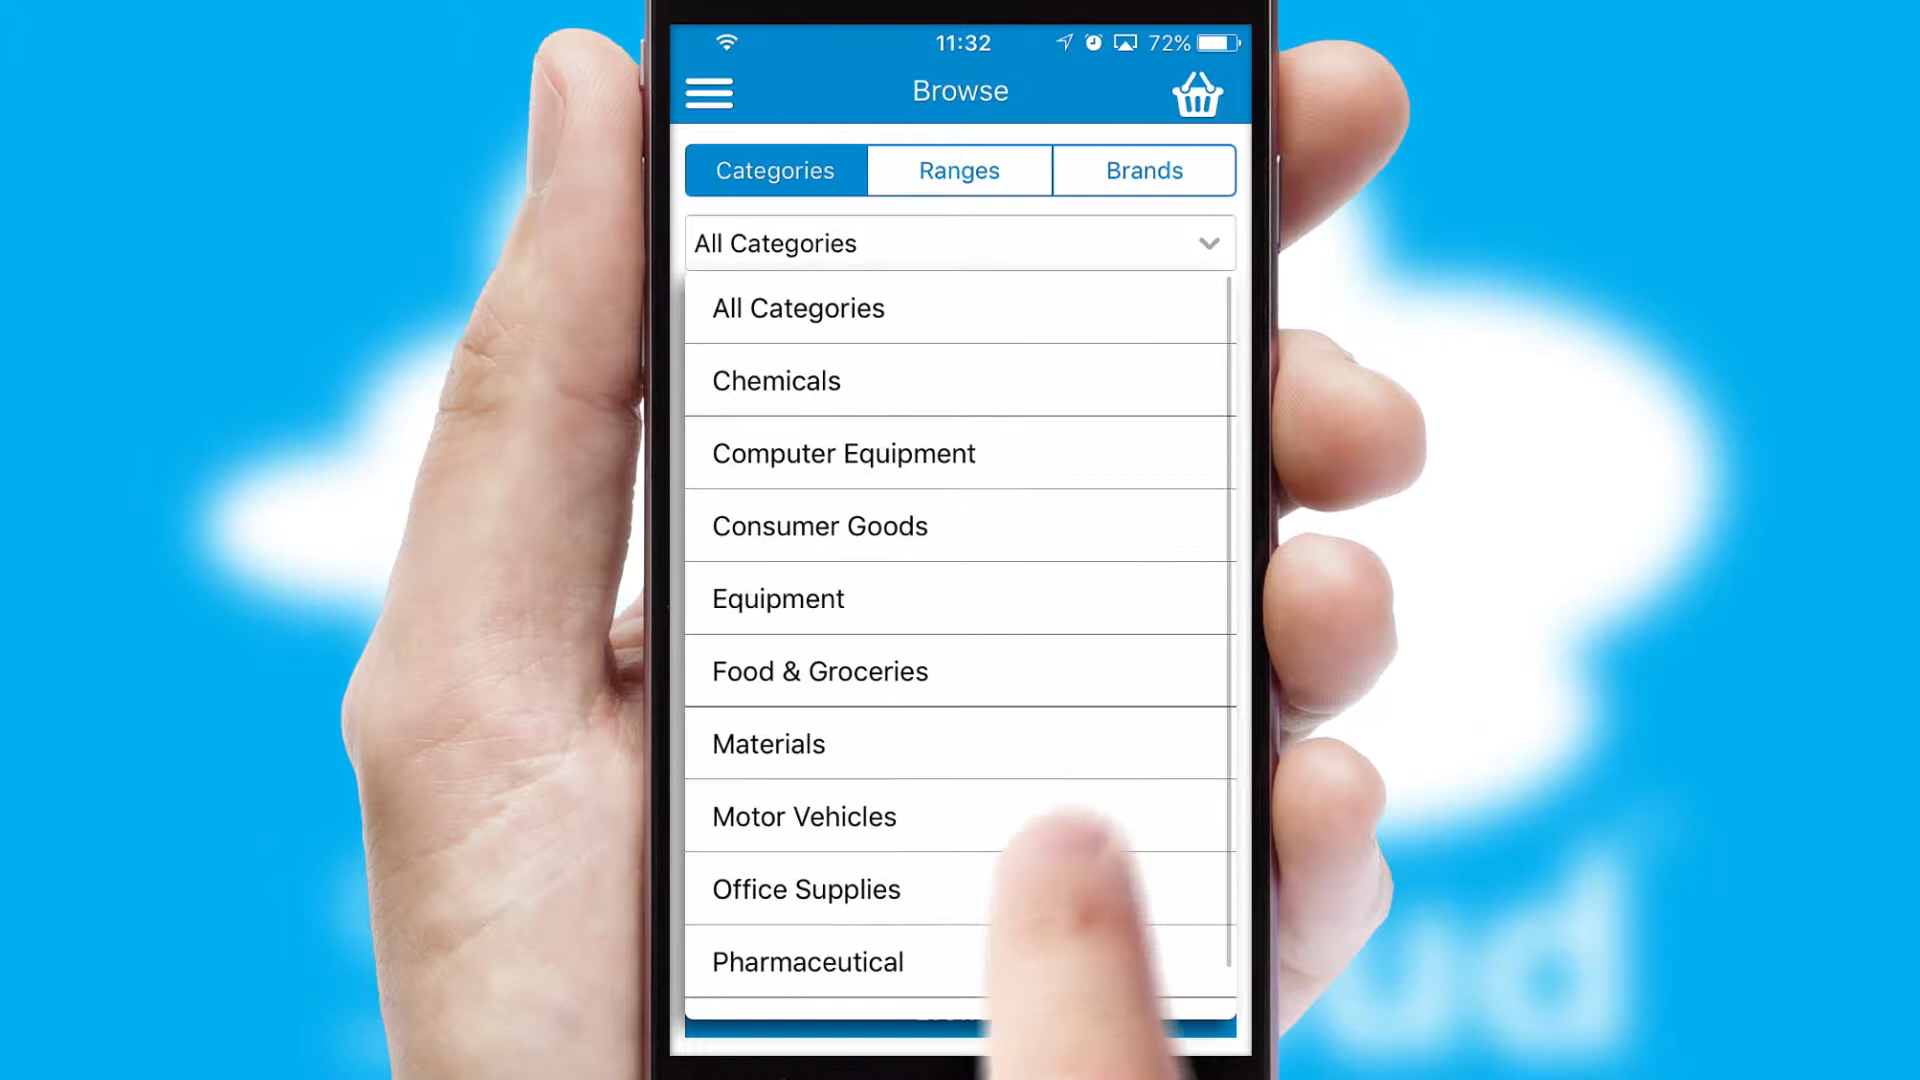 11:32
72%
Browse
Categories
Ranges
Brands
All Categories
All Categories
Chemicals
Computer Equipment
Consumer Goods
Equipment
Food & Groceries
Materials
Motor Vehicles
Office Supplies
Pharmaceutical